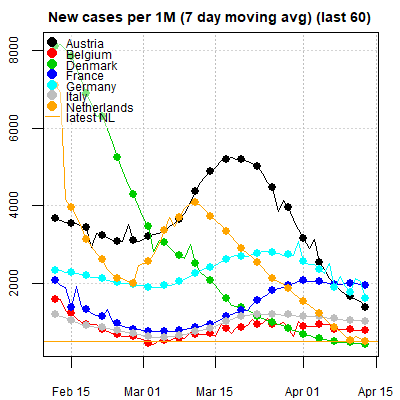 New cases per 1M (7 day moving avg) (last 60)
8000
6000
4000
2000
Austria
Belgium
Denmark
France
Germany
Italy
Netherlands
latest NL
Feb 15
Mar 01
Mar 15
Apr 01
Apr 15